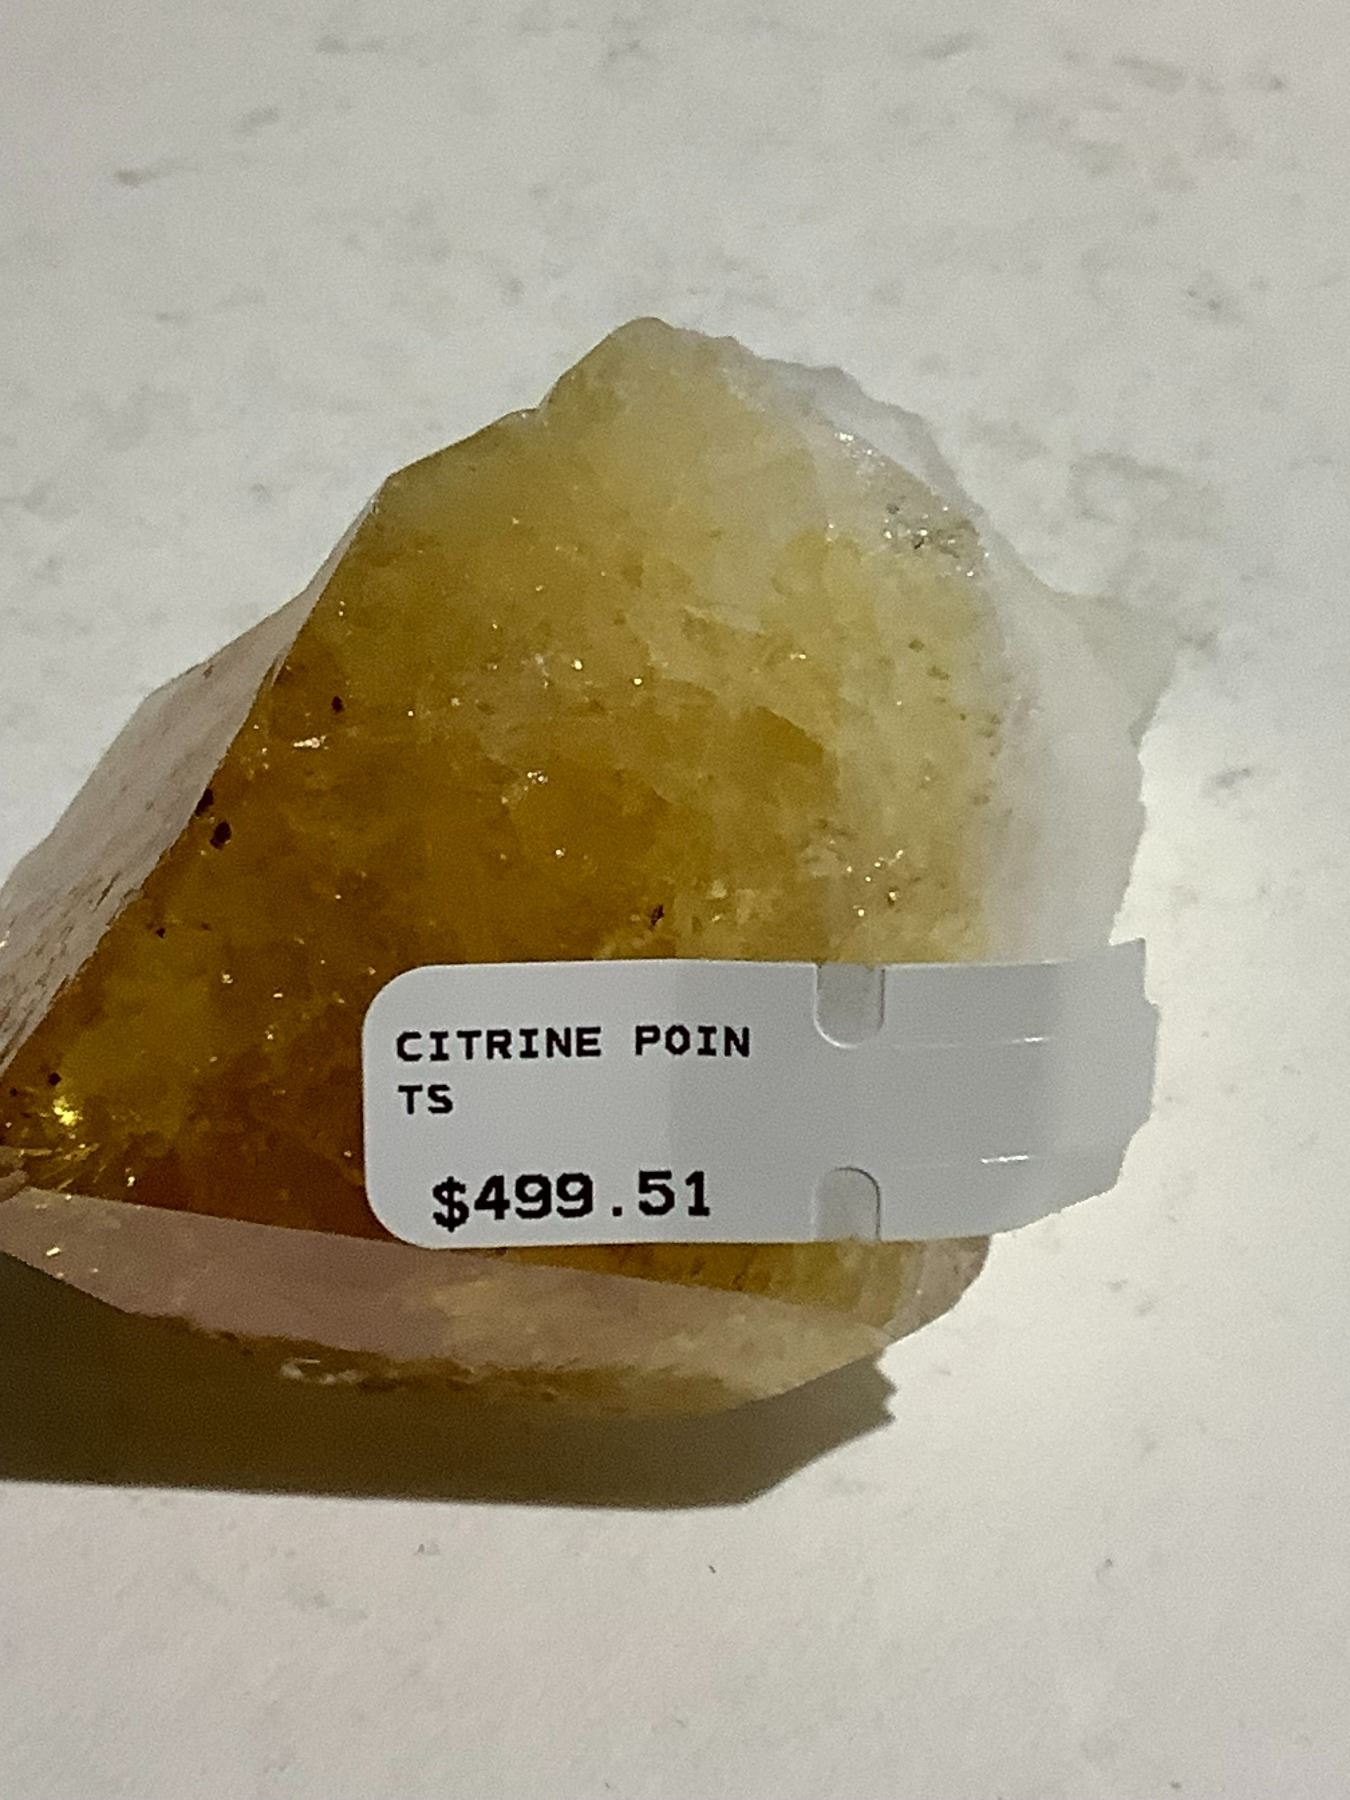 CITRINE POIN
TS
$499.51